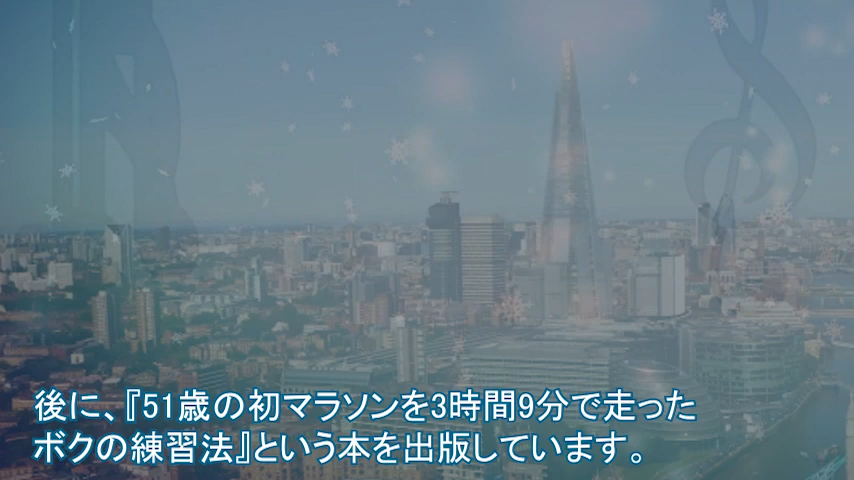 後に、『51歳の初マラソンを3時間9分で走った
ボクの練習法』という本を出版しています。